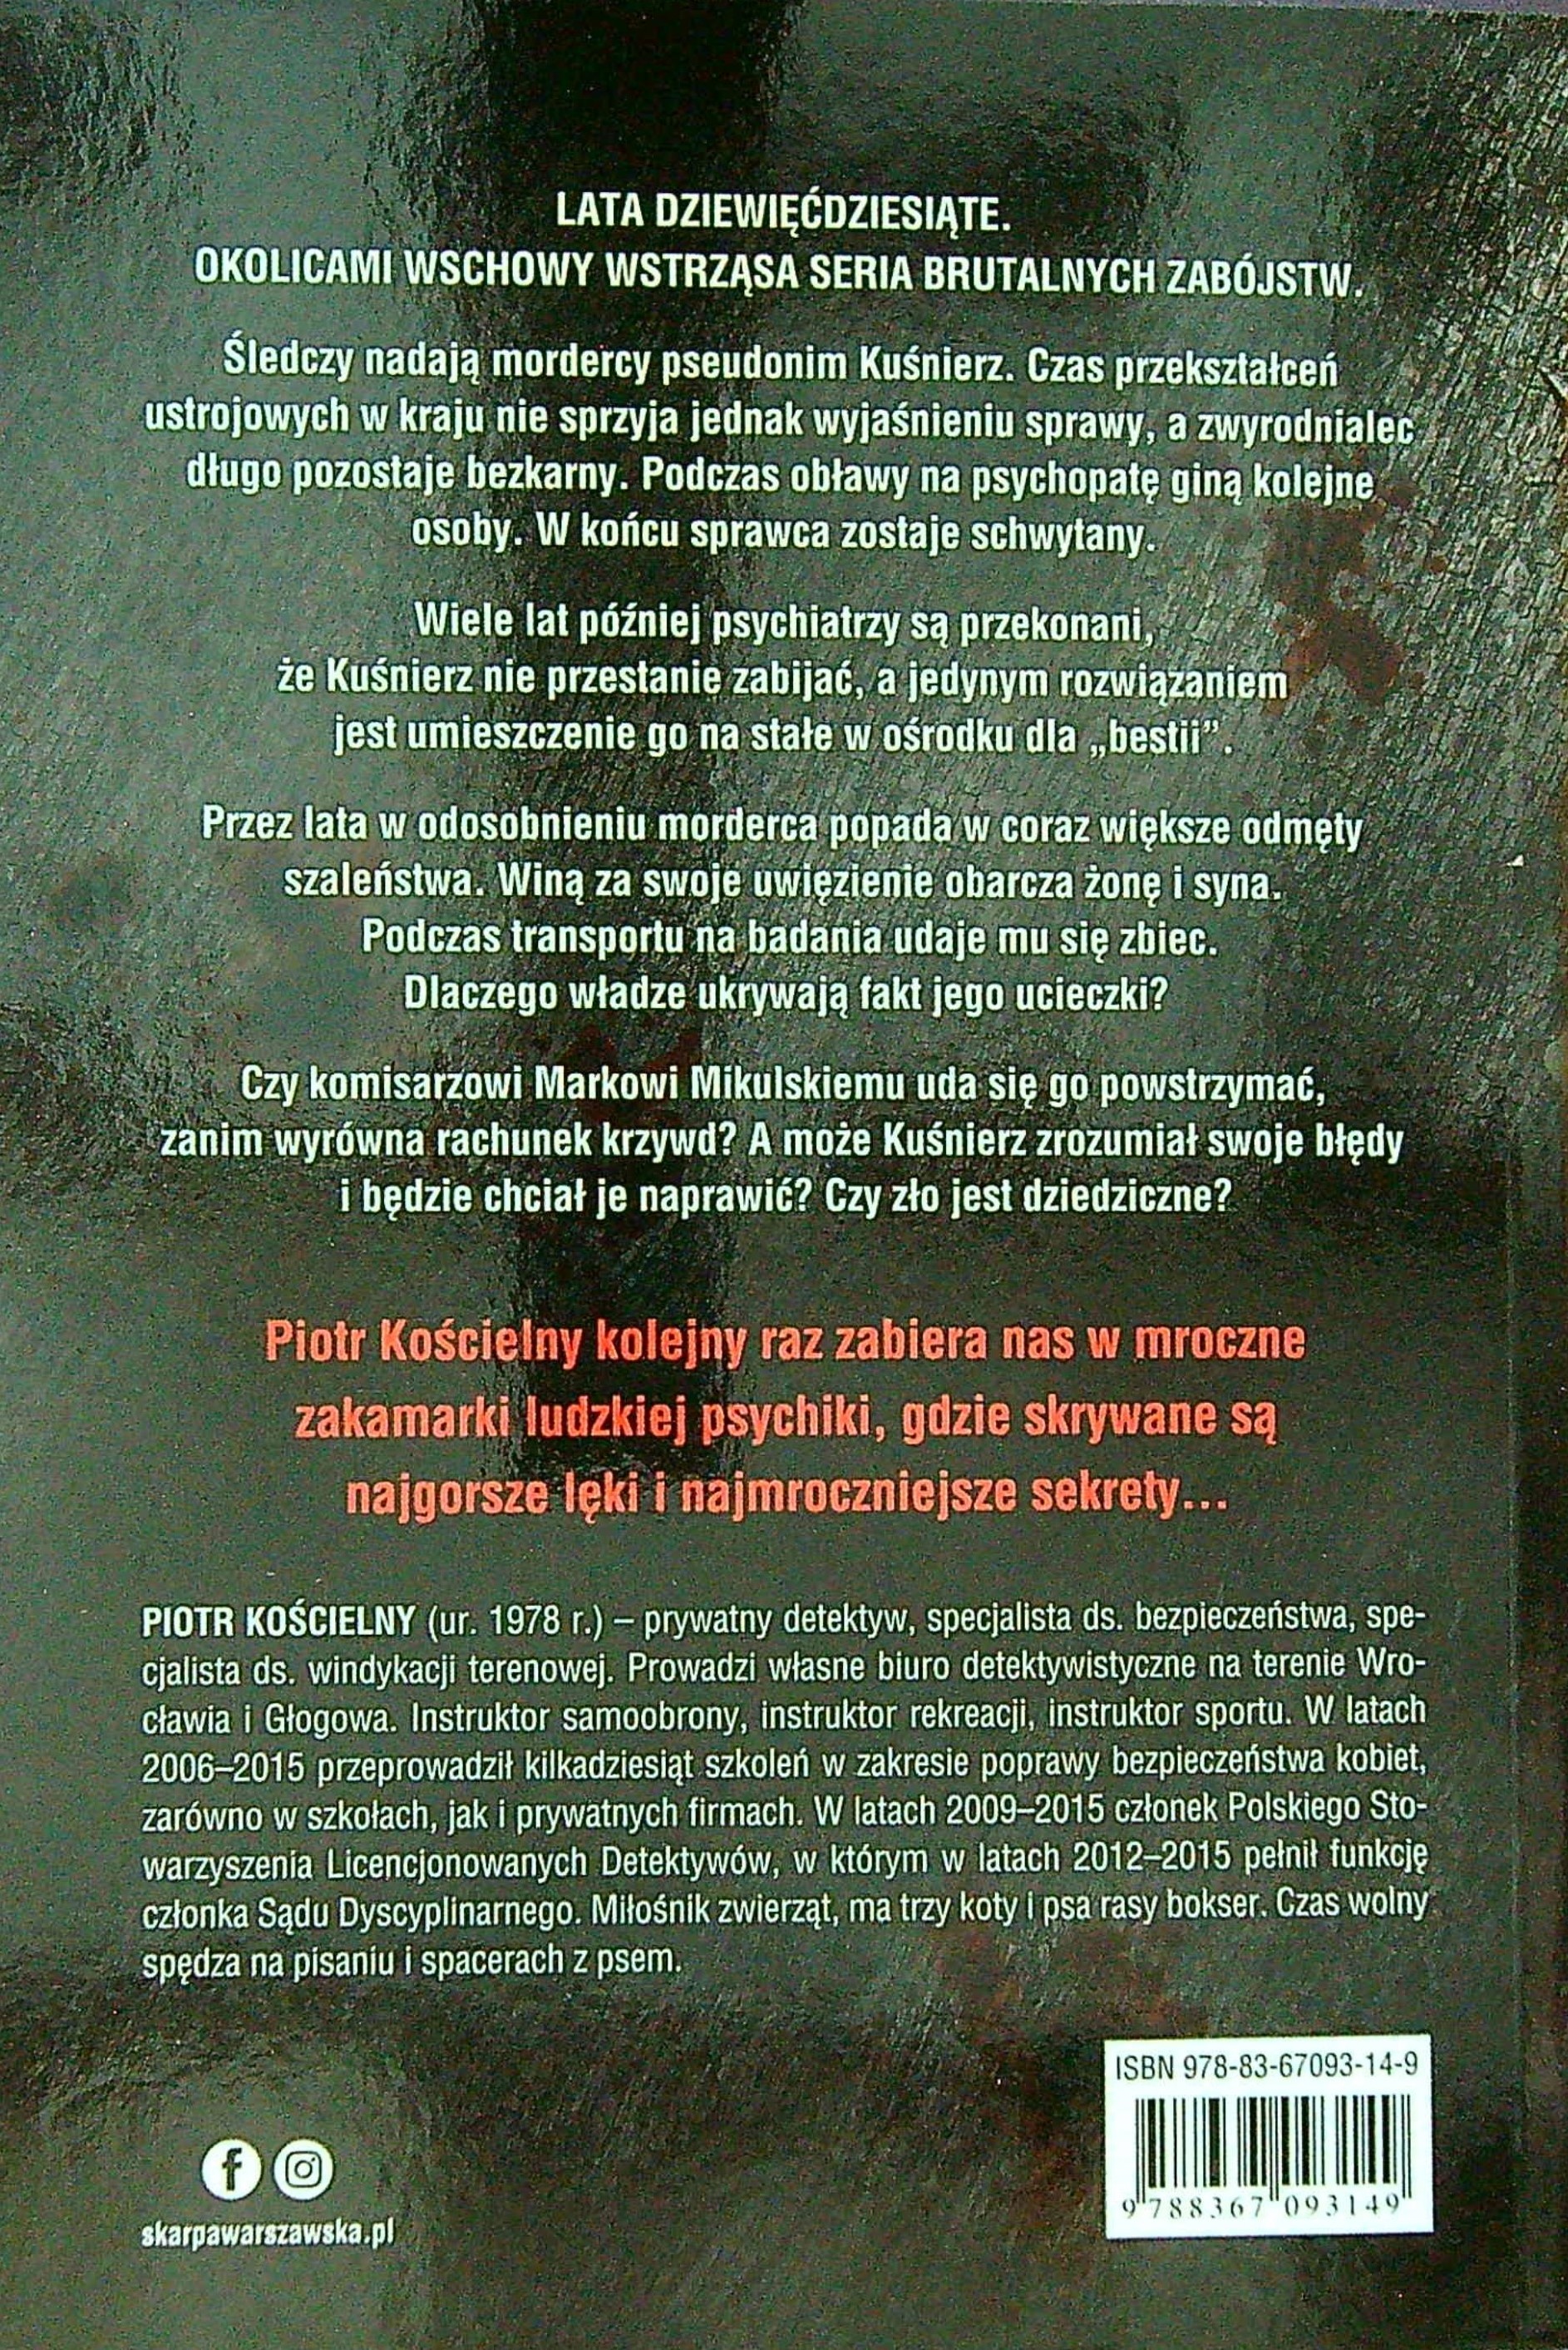 LATA DZIEWIĘĆDZIESIĄTE.
OKOLICAMI WSCHOWY WSTRZĄSA SERIA BRUTALNYCH ZABÓJSTW.
Śledczy nadają mordercy pseudonim Kuśnierz. Czas przekształceń
ustrojowych w kraju nie sprzyja jednak wyjaśnieniu sprawy, a zwyrodnialec
długo pozostaje bezkarny. Podczas obławy na psychopatę giną kolejne
osoby. W końcu sprawca zostaje schwytany.
Wiele lat później psychiatrzy są przekonani,
że Kuśnierz nie przestanie zabijać, a jedynym rozwiązaniem
jest umieszczenie go na stałe w ośrodku dla „bestii”.
Przez lata w odosobnieniu morderca popada w coraz większe odmęty
szaleństwa. Winą za swoje uwięzienie obarcza żonę i syna.
Podczas transportu na badania udaje mu się zbiec.
Dlaczego władze ukrywają fakt jego ucieczki?
Czy komisarzowi Markowi Mikulskiemu uda się go powstrzymać,
zanim wyrówna rachunek krzywd? A może Kuśnierz zrozumiał swoje błędy
i będzie chciał je naprawić? Czy zło jest dziedziczne?
Piotr Kościelny kolejny raz zabiera nas w mroczne
zakamarki ludzkiej psychiki, gdzie skrywane są
najgorsze lęki i najmroczniejsze sekrety...
PIOTR KOŚCIELNY (ur. 1978 r.) – prywatny detektyw, specjalista ds. bezpieczeństwa, spe-
cjalista ds. windykacji terenowej. Prowadzi własne biuro detektywistyczne na terenie Wro-
cławia i Głogowa. Instruktor samoobrony, instruktor rekreacji, instruktor sportu. W latach
2006–2015 przeprowadził kilkadziesiąt szkoleń w zakresie poprawy bezpieczeństwa kobiet,
zarówno w szkołach, jak i prywatnych firmach. W latach 2009–2015 członek Polskiego Sto-
warzyszenia Licencjonowanych Detektywów, w którym w latach 2012–2015 pełnił funkcję
członka Sądu Dyscyplinarnego. Miłośnik zwierząt, ma trzy koty i psa rasy bokser. Czas wolny
spędza na pisaniu i spacerach z psem.
ISBN 978-83-67093-14-9
9 788367 093149
skarpawarszawska.pl